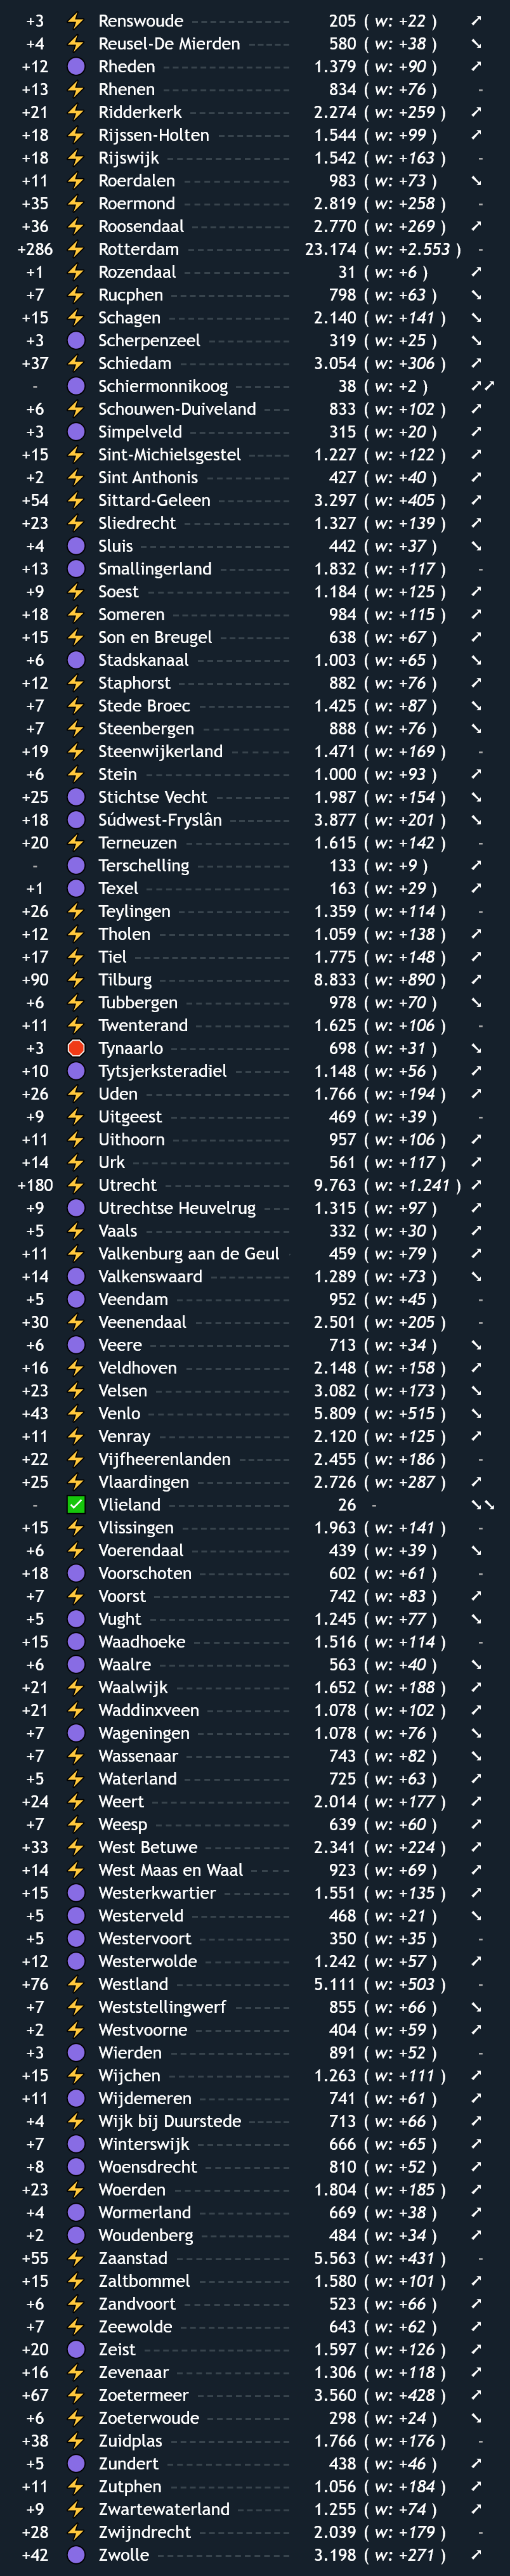 +3 ⚡ Renswoude 205 ( w: +22 ) ↗
+4 ⚡ Reusel-De Mierden 580 ( w: +38 ) ↘
+12 Rheden 1.379 ( w: +90 ) ↗
+13 ⚡ Rhenen 834 ( w: +76 ) -
+21 ⚡ Ridderkerk 2.274 ( w: +259 ) ↗
+18 ⚡ Rijssen-Holten 1.544 ( w: +99 ) ↗
+18 ⚡ Rijswijk 1.542 ( w: +163 ) -
+11 ⚡ Roerdalen 983 ( w: +73 ) ↘
+35 ⚡ Roermond 2.819 ( w: +258 ) -
+36 ⚡ Roosendaal 2.770 ( w: +269 ) ↗
+286 ⚡ Rotterdam 23.174 ( w: +2.553 ) -
+1 ⚡ Rozendaal 31 ( w: +6 ) ↗
+7 ⚡ Rucphen 798 ( w: +63 ) ↘
+15 ⚡ Schagen 2.140 ( w: +141 ) ↘
+3 Scherpenzeel 319 ( w: +25 ) ↘
+37 ⚡ Schiedam 3.054 ( w: +306 ) ↗
- Schiermonnikoog 38 ( w: +2 ) ↗↗
+6 ⚡ Schouwen-Duiveland 833 ( w: +102 ) ↗
+3 Simpelveld 315 ( w: +20 ) ↗
+15 ⚡ Sint-Michielsgestel 1.227 ( w: +122 ) ↗
+2 ⚡ Sint Anthonis 427 ( w: +40 ) ↗
+54 ⚡ Sittard-Geleen 3.297 ( w: +405 ) ↗
+23 ⚡ Sliedrecht 1.327 ( w: +139 ) ↗
+4 Sluis 442 ( w: +37 ) ↘
+13 Smallingerland 1.832 ( w: +117 ) -
+9 ⚡ Soest 1.184 ( w: +125 ) ↗
+18 ⚡ Someren 984 ( w: +115 ) ↗
+15 ⚡ Son en Breugel 638 ( w: +67 ) ↗
+6 Stadskanaal 1.003 ( w: +65 ) ↘
+12 ⚡ Staphorst 882 ( w: +76 ) ↗
+7 ⚡ Stede Broec 1.425 ( w: +87 ) ↘
+7 ⚡ Steenbergen 888 ( w: +76 ) ↘
+19 ⚡ Steenwijkerland 1.471 ( w: +169 ) -
+6 ⚡ Stein 1.000 ( w: +93 ) ↗
+25 Stichtse Vecht 1.987 ( w: +154 ) ↘
+18 Súdwest-Fryslân 3.877 ( w: +201 ) ↘
+20 ⚡ Terneuzen 1.615 ( w: +142 ) -
- Terschelling 133 ( w: +9 ) ↗
+1 Texel 163 ( w: +29 ) ↗
+26 ⚡ Teylingen 1.359 ( w: +114 ) -
+12 ⚡ Tholen 1.059 ( w: +138 ) ↗
+17 ⚡ Tiel 1.775 ( w: +148 ) ↗
+90 ⚡ Tilburg 8.833 ( w: +890 ) ↗
+6 ⚡ Tubbergen 978 ( w: +70 ) ↘
+11 ⚡ Twenterand 1.625 ( w: +106 ) -
+3 Tynaarlo 698 ( w: +31 ) ↘
+10 Tytsjerksteradiel 1.148 ( w: +56 ) ↗
+26 ⚡ Uden 1.766 ( w: +194 ) ↗
+9 ⚡ Uitgeest 469 ( w: +39 ) -
+11 ⚡ Uithoorn 957 ( w: +106 ) ↗
+14 ⚡ Urk 561 ( w: +117 ) ↗
+180 ⚡ Utrecht 9.763 ( w: +1.241 ) ↗
+9 Utrechtse Heuvelrug 1.315 ( w: +97 ) ↗
+5 ⚡ Vaals 332 ( w: +30 ) ↗
+11 ⚡ Valkenburg aan de Geul 459 ( w: +79 ) ↗
+14 Valkenswaard 1.289 ( w: +73 ) ↘
+5 Veendam 952 ( w: +45 ) -
+30 ⚡ Veenendaal 2.501 ( w: +205 ) -
+6 Veere 713 ( w: +34 ) ↘
+16 ⚡ Veldhoven 2.148 ( w: +158 ) ↗
+23 ⚡ Velsen 3.082 ( w: +173 ) ↘
+43 ⚡ Venlo 5.809 ( w: +515 ) ↘
+11 ⚡ Venray 2.120 ( w: +125 ) ↗
+22 ⚡ Vijfheerenlanden 2.455 ( w: +186 ) -
+25 ⚡ Vlaardingen 2.726 ( w: +287 ) ↗
- ✅ Vlieland 26 - ↘↘
+15 ⚡ Vlissingen 1.963 ( w: +141 ) -
+6 ⚡ Voerendaal 439 ( w: +39 ) ↘
+18 Voorschoten 602 ( w: +61 ) -
+7 ⚡ Voorst 742 ( w: +83 ) ↗
+5 Vught 1.245 ( w: +77 ) ↘
+15 Waadhoeke 1.516 ( w: +114 ) -
+6 Waalre 563 ( w: +40 ) ↘
+21 ⚡ Waalwijk 1.652 ( w: +188 ) ↗
+21 ⚡ Waddinxveen 1.078 ( w: +102 ) ↗
+7 Wageningen 1.078 ( w: +76 ) ↘
+7 ⚡ Wassenaar 743 ( w: +82 ) ↘
+5 ⚡ Waterland 725 ( w: +63 ) ↗
+24 ⚡ Weert 2.014 ( w: +177 ) ↗
+7 ⚡ Weesp 639 ( w: +60 ) ↗
+33 ⚡ West Betuwe 2.341 ( w: +224 ) ↗
+14 ⚡ West Maas en Waal 923 ( w: +69 ) ↗
+15 Westerkwartier 1.551 ( w: +135 ) ↗
+5 Westerveld 468 ( w: +21 ) ↘
+5 Westervoort 350 ( w: +35 ) -
+12 Westerwolde 1.242 ( w: +57 ) ↗
+76 ⚡ Westland 5.111 ( w: +503 ) -
+7 ⚡ Weststellingwerf 855 ( w: +66 ) ↘
+2 ⚡ Westvoorne 404 ( w: +59 ) ↗
+3 Wierden 891 ( w: +52 ) -
+15 ⚡ Wijchen 1.263 ( w: +111 ) ↗
+11 Wijdemeren 741 ( w: +61 ) ↗
+4 ⚡ Wijk bij Duurstede 713 ( w: +66 ) ↗
+7 Winterswijk 666 ( w: +65 ) ↗
+8 Woensdrecht 810 ( w: +52 ) ↗
+23 ⚡ Woerden 1.804 ( w: +185 ) ↗
+4 Wormerland 669 ( w: +38 ) ↗
+2 Woudenberg 484 ( w: +34 ) ↗
+55 ⚡ Zaanstad 5.563 ( w: +431 ) -
+15 ⚡ Zaltbommel 1.580 ( w: +101 ) ↗
+6 ⚡ Zandvoort 523 ( w: +66 ) ↗
+7 ⚡ Zeewolde 643 ( w: +62 ) ↗
+20 Zeist 1.597 ( w: +126 ) ↗
+16 ⚡ Zevenaar 1.306 ( w: +118 ) ↗
+67 ⚡ Zoetermeer 3.560 ( w: +428 ) ↗
+6 ⚡ Zoeterwoude 298 ( w: +24 ) ↘
+38 ⚡ Zuidplas 1.766 ( w: +176 ) -
+5 Zundert 438 ( w: +46 ) ↗
+11 ⚡ Zutphen 1.056 ( w: +184 ) ↗
+9 ⚡ Zwartewaterland 1.255 ( w: +74 ) ↗
+28 ⚡ Zwijndrecht 2.039 ( w: +179 ) -
+42 Zwolle 3.198 ( w: +271 ) ↗